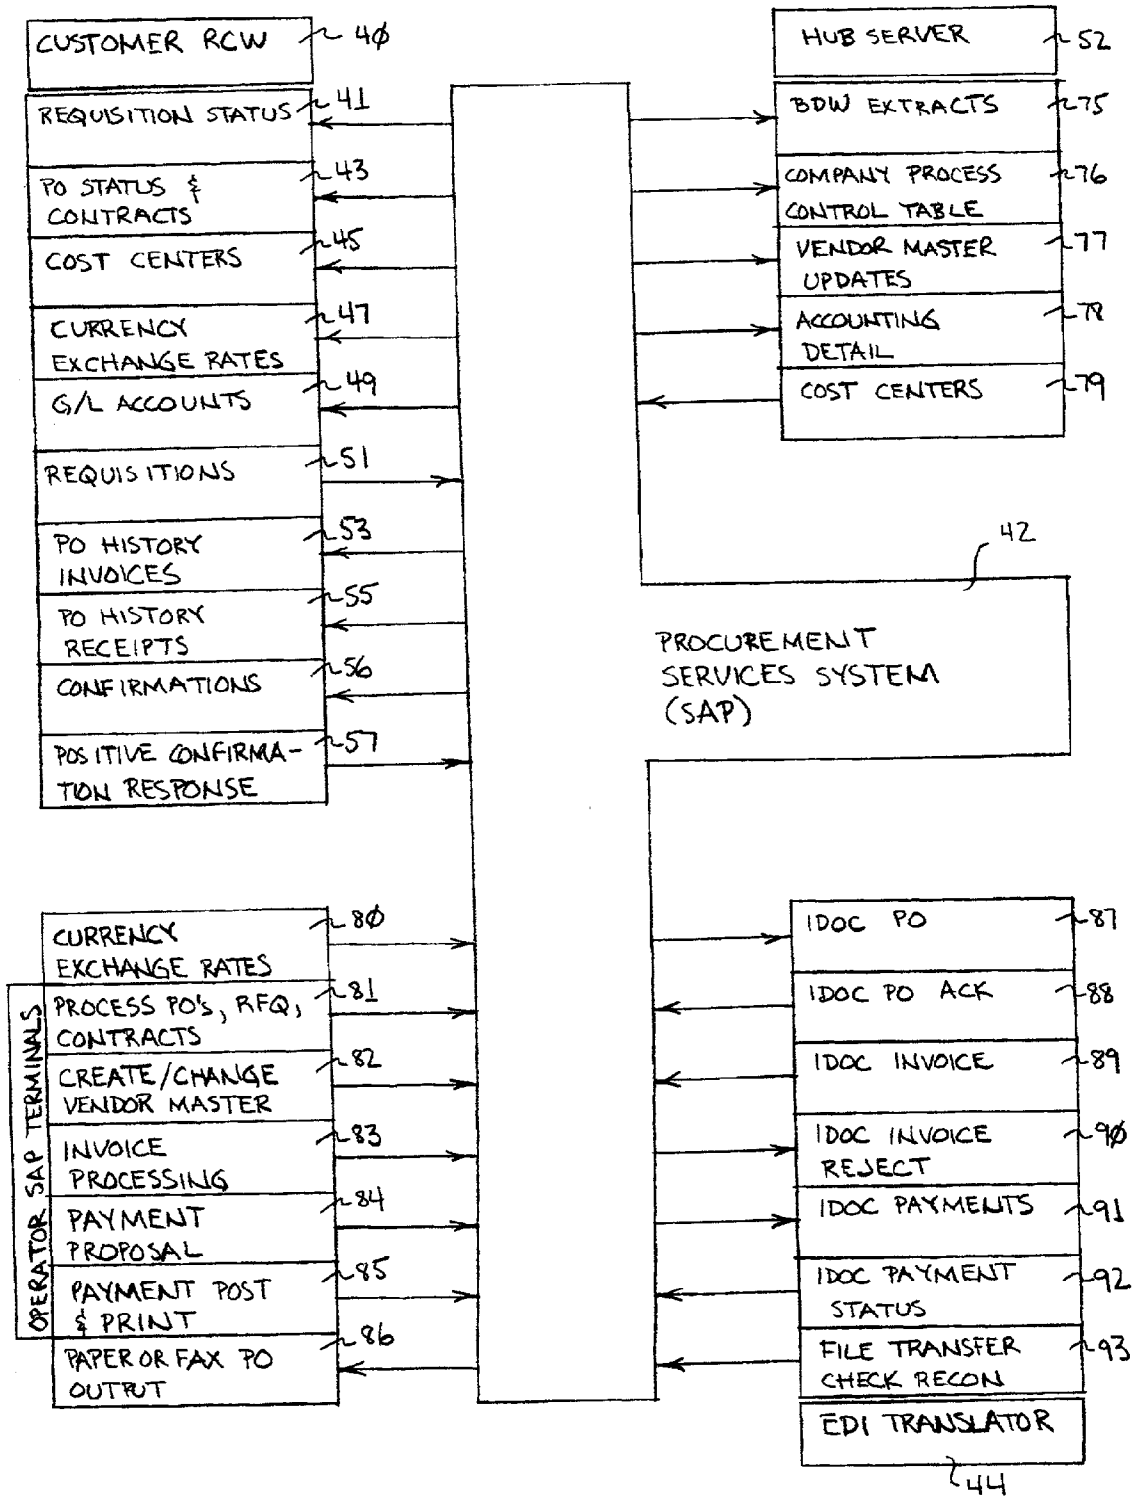 CUSTOMER RCW 40
REQUISITION STATUS 41
PO STATUS & 43
CONTRACTS
COST CENTERS 45
CURRENCY 47
EXCHANGE RATES
G/L ACCOUNTS 49
REQUISITIONS 51
PO HISTORY 53
INVOICES
PO HISTORY 55
RECEIPTS
CONFIRMATIONS 56
POSITIVE CONFIRMA- 57
TION RESPONSE
HUB SERVER 52
BDW EXTRACTS 75
COMPANY PROCESS 76
CONTROL TABLE
VENDOR MASTER 77
UPDATES
ACCOUNTING 78
DETAIL
COST CENTERS 79
42
PROCUREMENT
SERVICES SYSTEM
(SAP)
OPERATOR SAP TERMINALS
CURRENCY 80
EXCHANGE RATES
PROCESS PO'S, RFQ, 81
CONTRACTS
CREATE/CHANGE 82
VENDOR MASTER
INVOICE 83
PROCESSING
PAYMENT 84
PROPOSAL
PAYMENT POST 85
& PRINT
PAPER OR FAX PO 86
OUTPUT
IDOC PO 87
IDOC PO ACK 88
IDOC INVOICE 89
IDOC INVOICE 90
REJECT
IDOC PAYMENTS 91
IDOC PAYMENT 92
STATUS
FILE TRANSFER 93
CHECK RECON
EDI TRANSLATOR
44